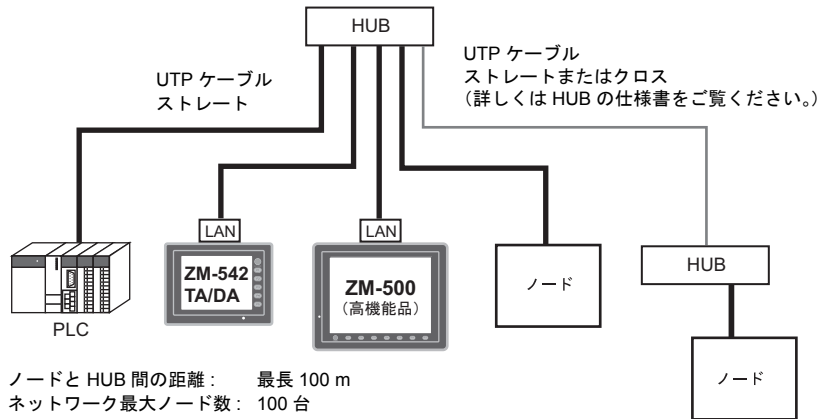 HUB
UTP ケーブル
ストレート
UTP ケーブル
ストレートまたはクロス
（詳しくは HUB の仕様書をご覧ください。）
LAN
LAN
ZM-542
TA/DA
ZM-500
（高機能品）
ノード
HUB
PLC
ノード
ノードと HUB 間の距離 : 最長 100 m
ネットワーク最大ノード数 : 100 台